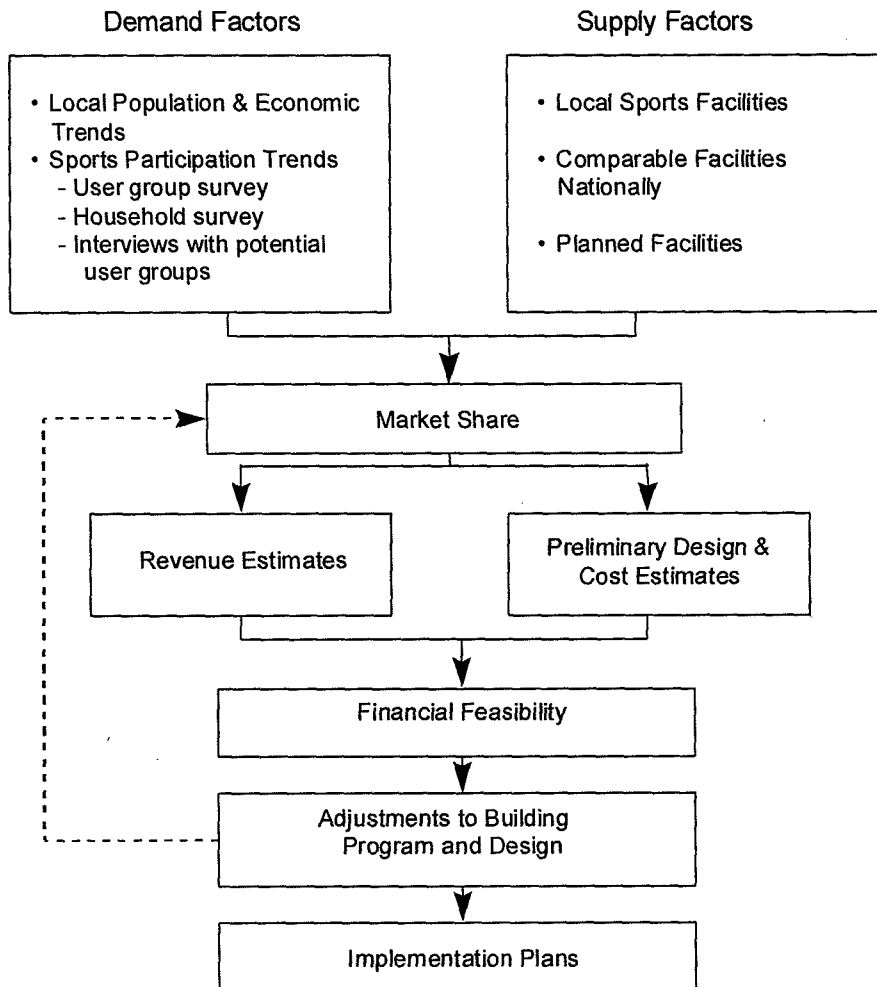 Demand Factors
Supply Factors
• Local Population & Economic
Trends
• Sports Participation Trends
- User group survey
- Household survey
- Interviews with potential
user groups
• Local Sports Facilities
• Comparable Facilities
Nationally
• Planned Facilities
Market Share
Revenue Estimates
Preliminary Design &
Cost Estimates
Financial Feasibility
Adjustments to Building
Program and Design
Implementation Plans